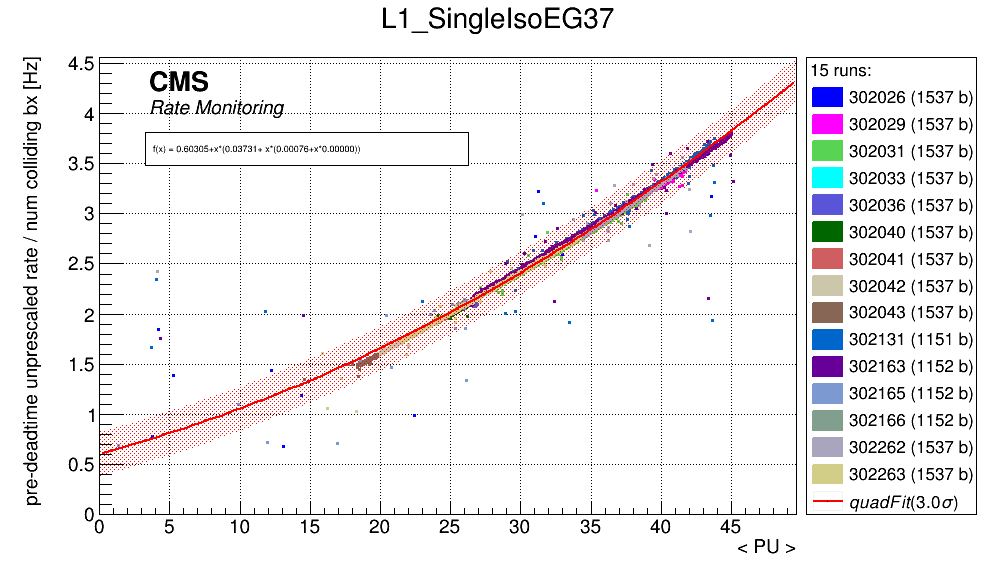 L1_SingleIsoEG37
pre-deadtime unprescaled rate / num colliding bx [Hz]
4.5
4
3.5
3
2.5
2
1.5
1
0.5
0
CMS
Rate Monitoring
f(x) = 0.60305+x*(0.03731+ x*(0.00076+x*0.00000))
0 5 10 15 20 25 30 35 40 45
< PU >
15 runs:
302026 (1537 b)
302029 (1537 b)
302031 (1537 b)
302033 (1537 b)
302036 (1537 b)
302040 (1537 b)
302041 (1537 b)
302042 (1537 b)
302043 (1537 b)
302131 (1151 b)
302163 (1152 b)
302165 (1152 b)
302166 (1152 b)
302262 (1537 b)
302263 (1537 b)
quadFit(3.0σ)